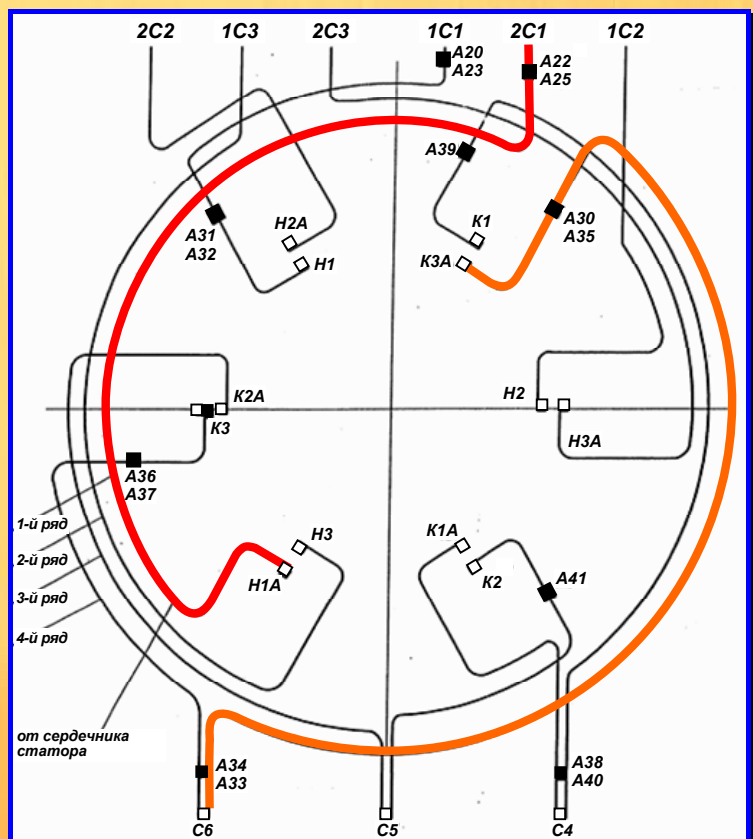 2С2 1С3 2С3 1С1 2С1 1С2
А20
А23
А22
А25
А39
А31
А32
Н2А
Н1
К1
К3А
А30
А35
К2А
К3
Н2
Н3А
А36
А37
1-й ряд
2-й ряд
3-й ряд
4-й ряд
Н3
Н1А
К1А
К2
А41
от сердечника
статора
А34
А33
А38
А40
С6 С5 С4